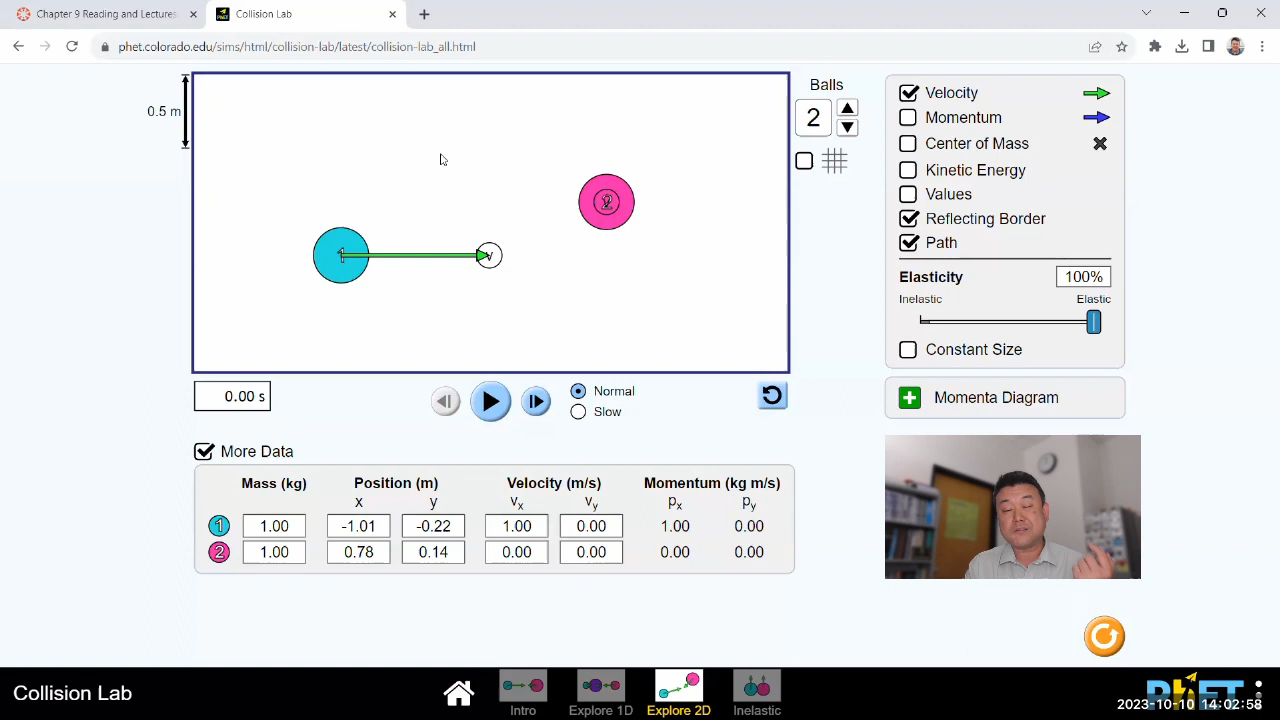 Chapter 9 Reading and Lectures
Collision Lab
phet.colorado.edu/sims/html/collision-lab/latest/collision-lab_all.html
0.5 m
1
v
2
Balls
2
Velocity
Momentum
Center of Mass
Kinetic Energy
Values
Reflecting Border
Path
Elasticity 100%
Inelastic Elastic
Constant Size
Momenta Diagram
0.00 s
Normal
Slow
More Data
Mass (kg) Position (m) Velocity (m/s) Momentum (kg m/s)
x y vx vy px py
1 1.00 -1.01 -0.22 1.00 0.00 1.00 0.00
2 1.00 0.78 0.14 0.00 0.00 0.00 0.00
Collision Lab
Intro
Explore 1D
Explore 2D
Inelastic
PhET
2023-10-10 14:02:58